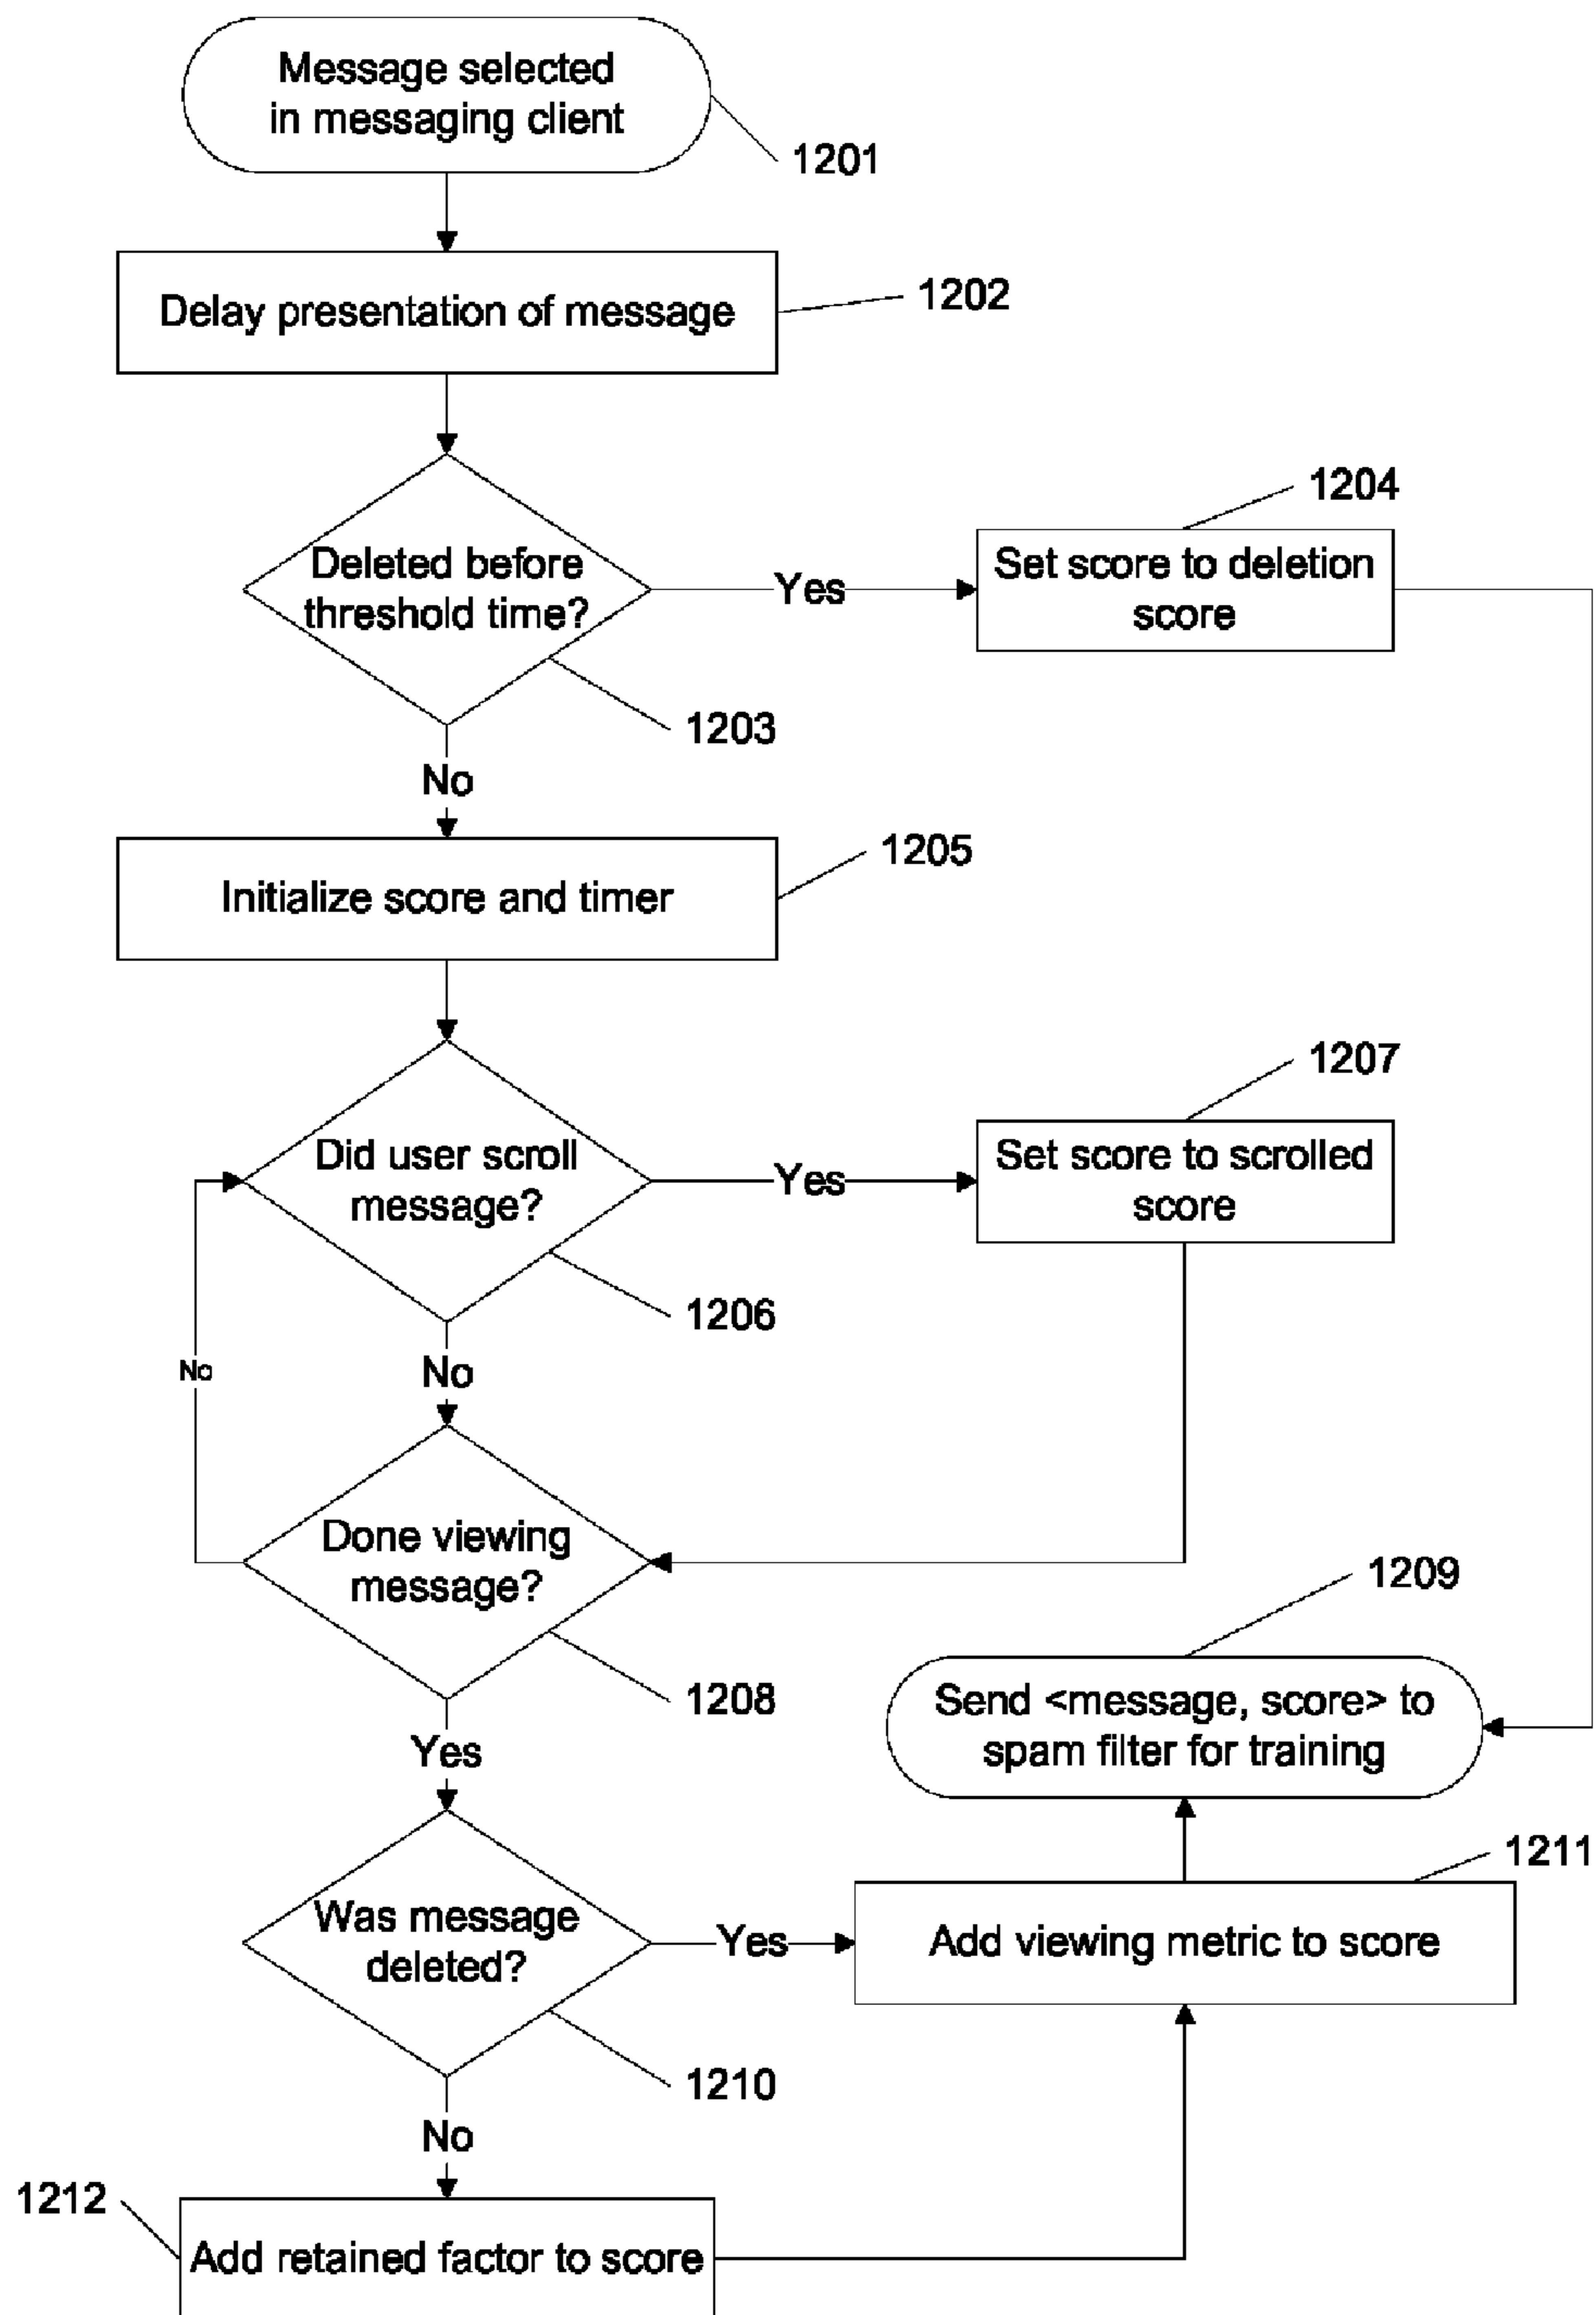 Message selected
in messaging client
1201
Delay presentation of message
1202
Deleted before
threshold time?
1203
Yes
Set score to deletion
score
1204
No
Initialize score and timer
1205
Did user scroll
message?
1206
Yes
Set score to scrolled
score
1207
No
No
Done viewing
message?
1208
Yes
Send <message, score> to
spam filter for training
1209
Was message
deleted?
1210
Yes
Add viewing metric to score
1211
No
1212
Add retained factor to score